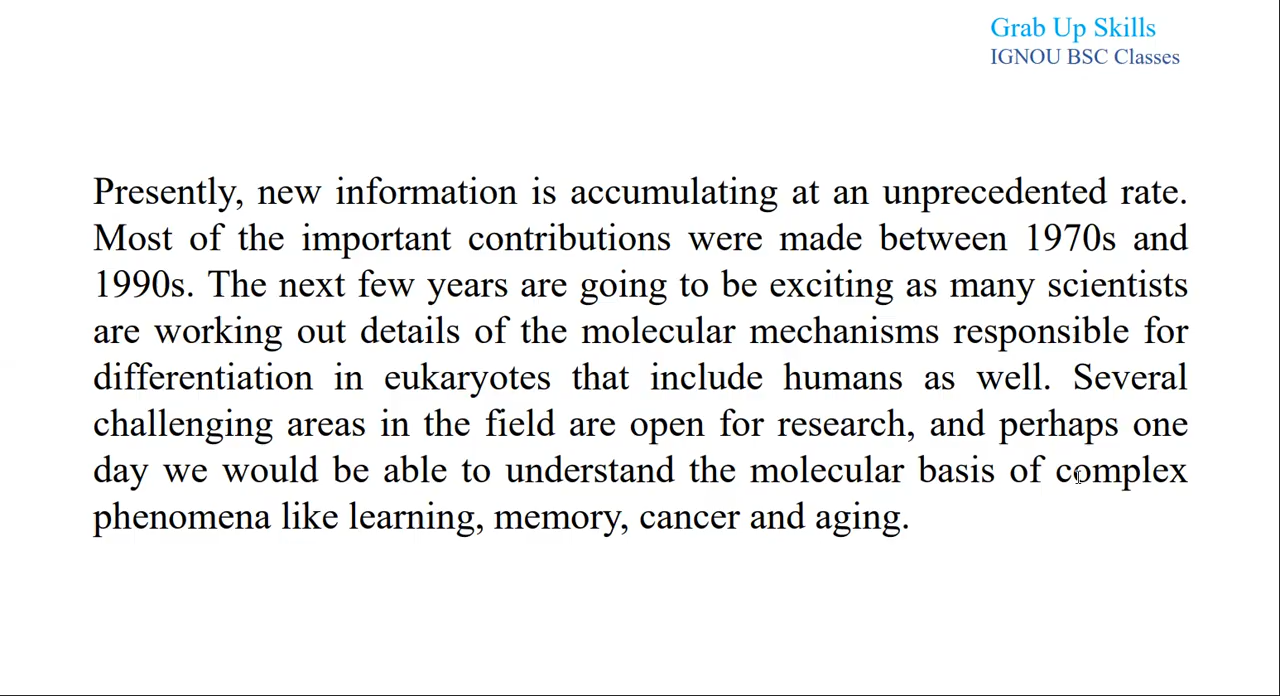 Grab Up Skills
IGNOU BSC Classes
Presently, new information is accumulating at an unprecedented rate.
Most of the important contributions were made between 1970s and
1990s. The next few years are going to be exciting as many scientists
are working out details of the molecular mechanisms responsible for
differentiation in eukaryotes that include humans as well. Several
challenging areas in the field are open for research, and perhaps one
day we would be able to understand the molecular basis of complex
phenomena like learning, memory, cancer and aging.